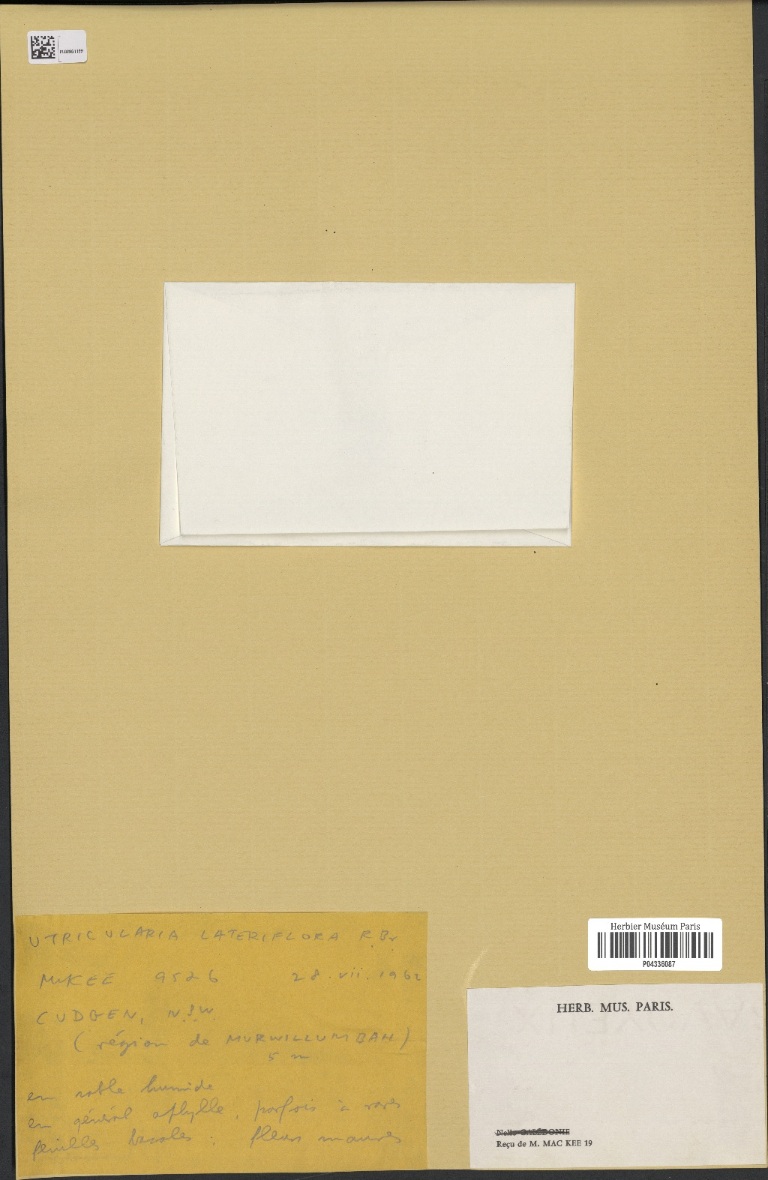 UTRICULARIA LATERIFLORA R.Br
McKEE 9526 28.vii.1962
CUDGEN, N.S.W.
(région de MURWILLUMBAH)
5 m
en sable humide
en général aphylle, parfois à rares
feuilles basales. fleurs mauves
Herbier Muséum Paris
P04336087
HERB. MUS. PARIS.
Nelle CALÉDONIE
Reçu de M. MAC KEE 19